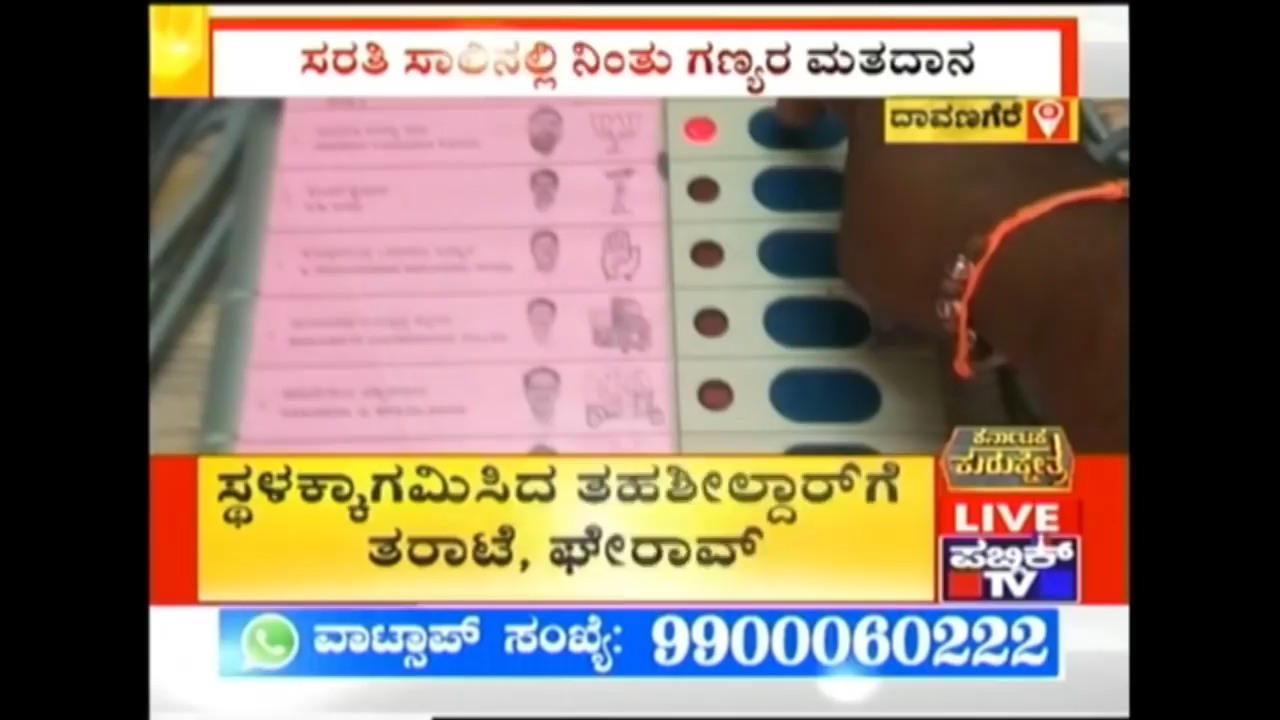 ಸರತಿ ಸಾಲಿನಲ್ಲಿ ನಿಂತು ಗಣ್ಯರ ಮತದಾನ
ದಾವಣಗೆರೆ
ಸ್ಥಳಕ್ಕಾಗಮಿಸಿದ ತಹಶೀಲ್ದಾರ್‌ಗೆ
ತರಾಟೆ, ಘೇರಾವ್
ಕರ್ನಾಟಕ
ಕುರುಕ್ಷೇತ್ರ
LIVE
ಪಬ್ಲಿಕ್
TV
ವಾಟ್ಸಾಪ್ ಸಂಖ್ಯೆ: 9900060222